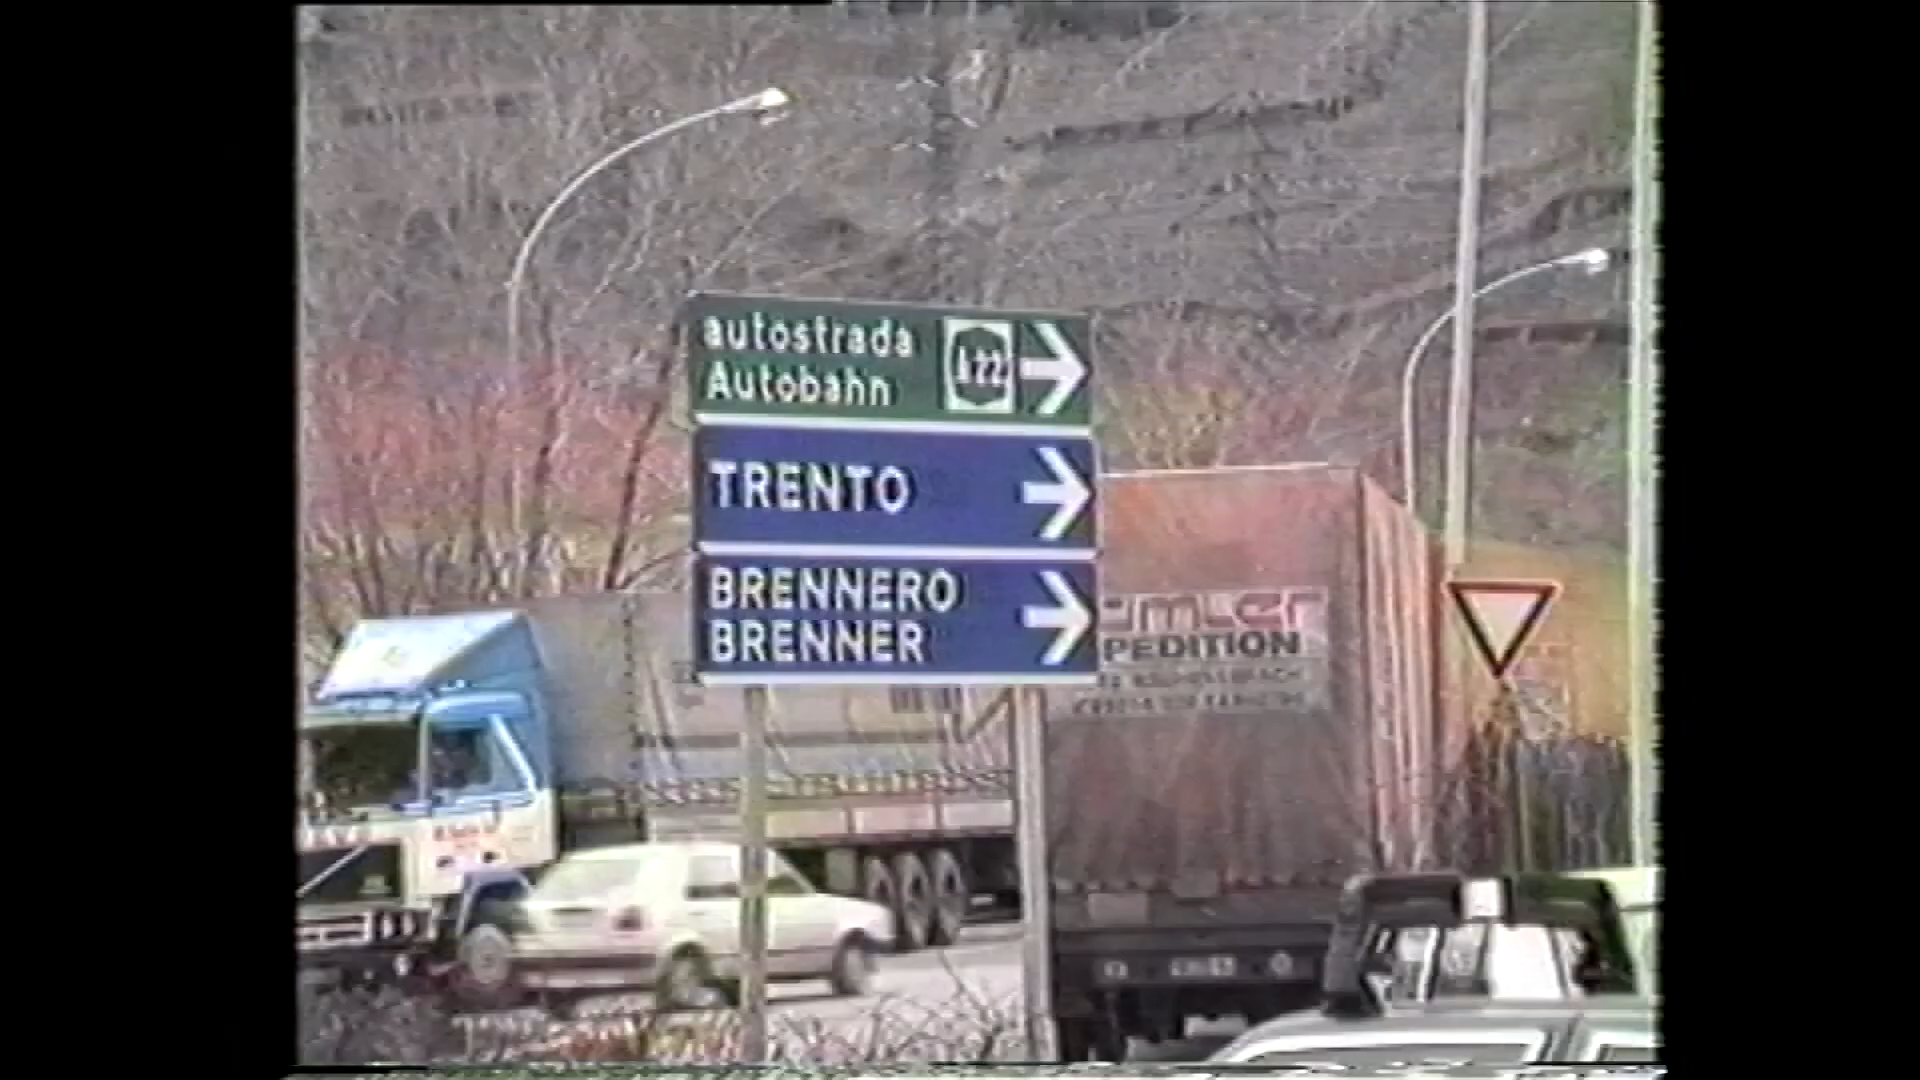 autostrada
Autobahn
A22
TRENTO
BRENNERO
BRENNER
PEDITION